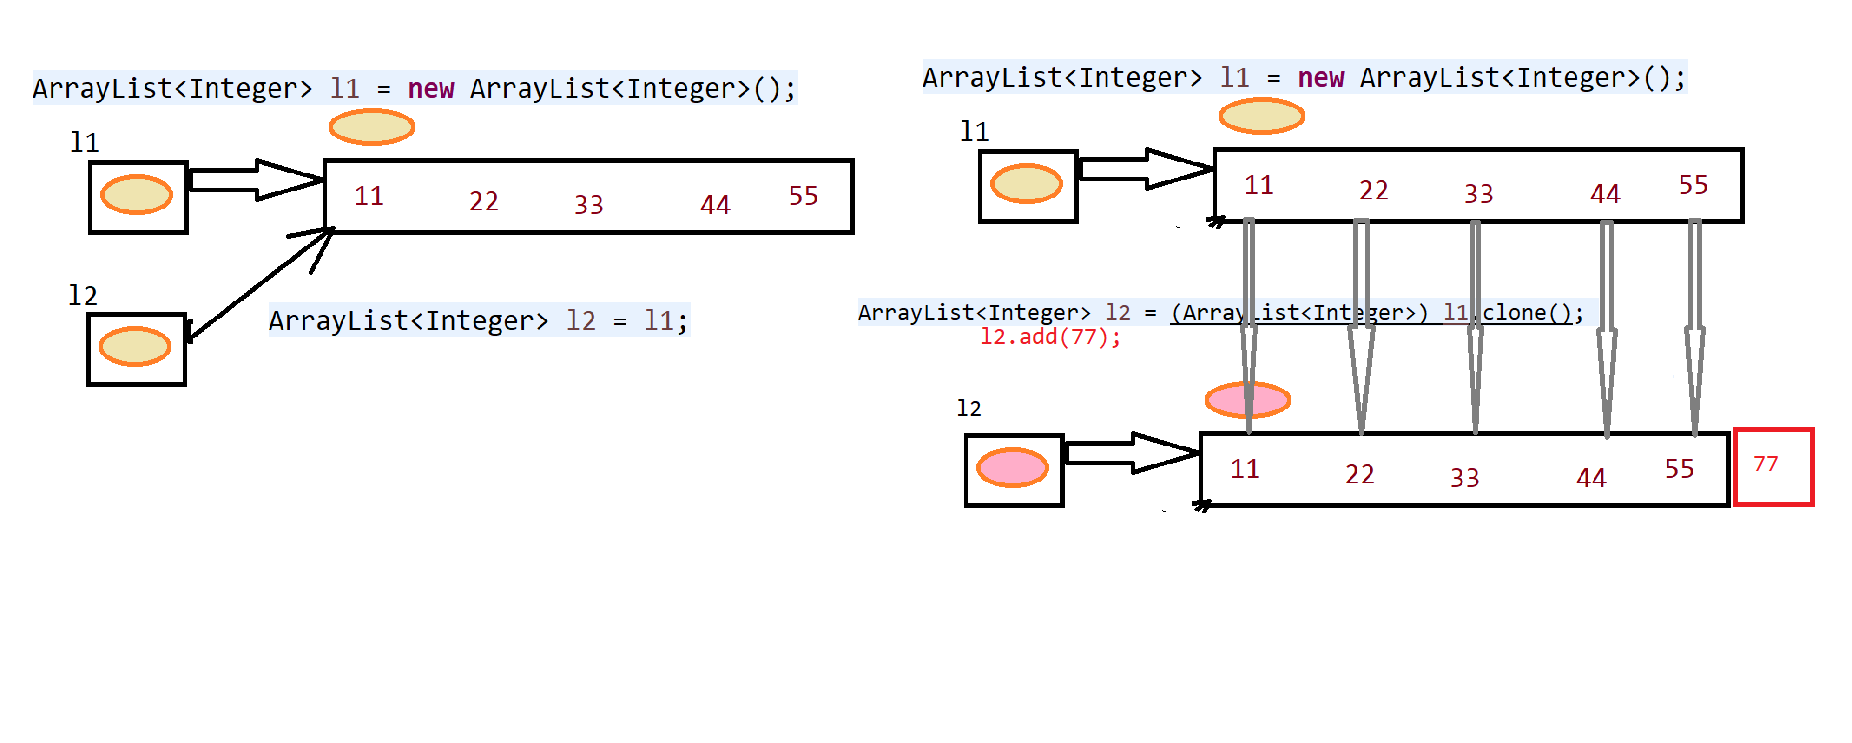 ArrayList<Integer> l1 = new ArrayList<Integer>();
l1
11 22 33 44 55
l2
ArrayList<Integer> l2 = l1;
ArrayList<Integer> l1 = new ArrayList<Integer>();
l1
11 22 33 44 55
ArrayList<Integer> l2 = (ArrayList<Integer>) l1.clone();
l2.add(77);
l2
11 22 33 44 55 77